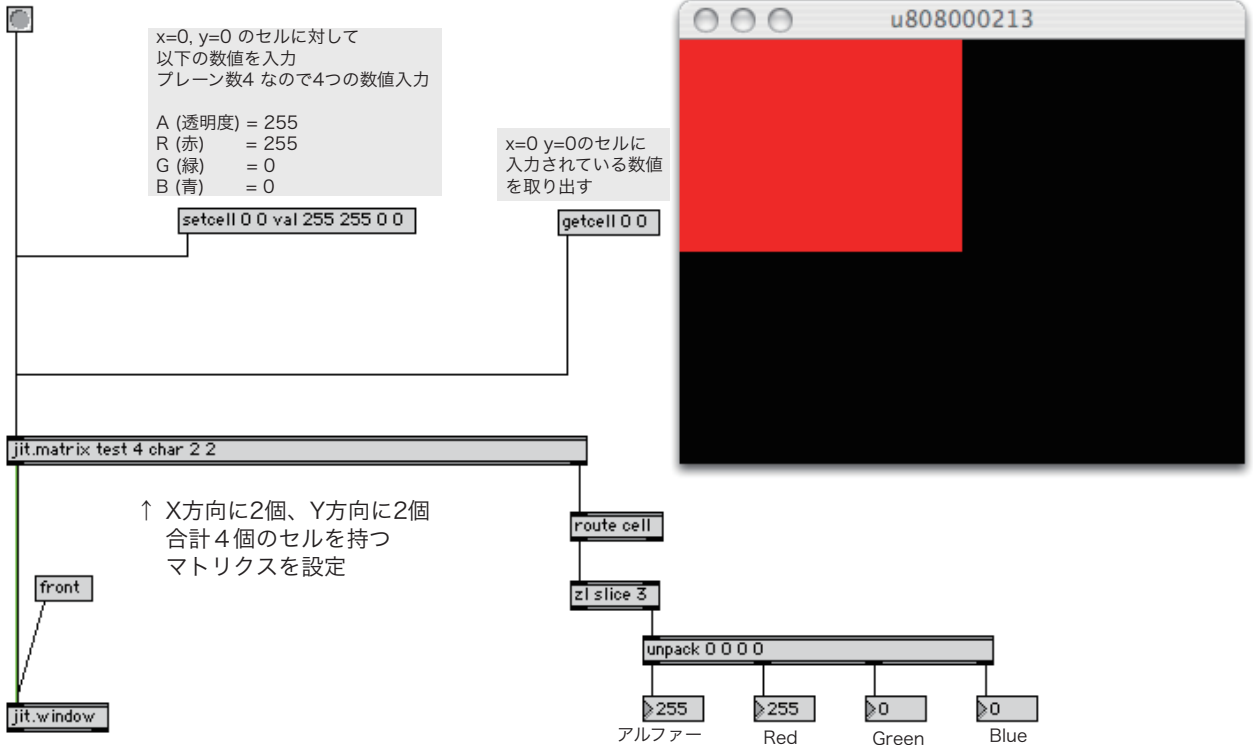 u808000213
x=0, y=0 のセルに対して
以下の数値を入力
プレーン数4 なので4つの数値入力
A (透明度) = 255
R (赤) = 255
G (緑) = 0
B (青) = 0
x=0 y=0のセルに
入力されている数値
を取り出す
setcell 0 0 val 255 255 0 0
getcell 0 0
jit.matrix test 4 char 2 2
↑ X方向に2個、Y方向に2個
合計４個のセルを持つ
マトリクスを設定
route cell
front
zl slice 3
unpack 0 0 0 0
jit.window
255
255
0
0
アルファー
Red
Green
Blue